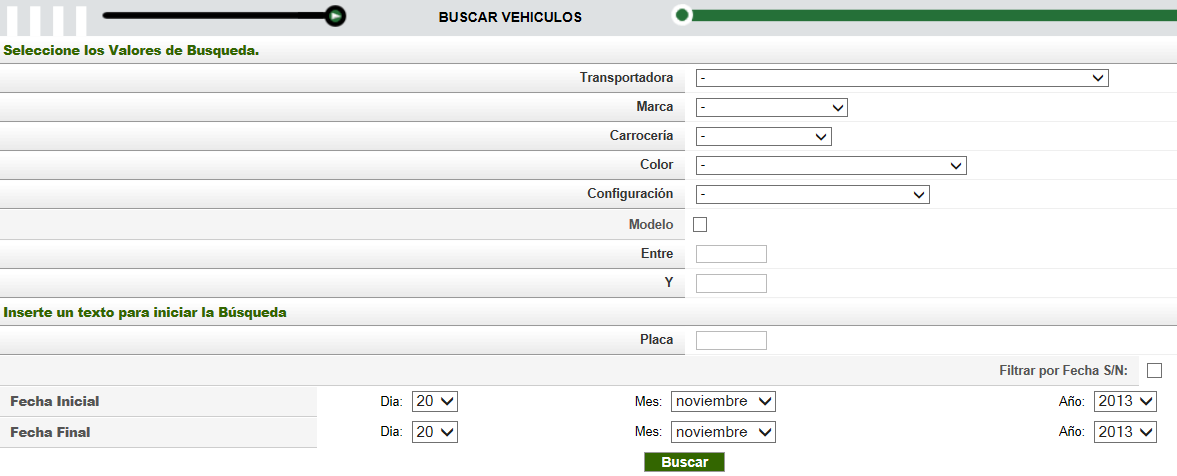 BUSCAR VEHICULOS
Seleccione los Valores de Busqueda.
Transportadora -
Marca -
Carrocería -
Color -
Configuración -
Modelo
Entre
Y
Inserte un texto para iniciar la Búsqueda
Placa
Filtrar por Fecha S/N:
Fecha Inicial Dia: 20 Mes: noviembre Año: 2013
Fecha Final Dia: 20 Mes: noviembre Año: 2013
Buscar